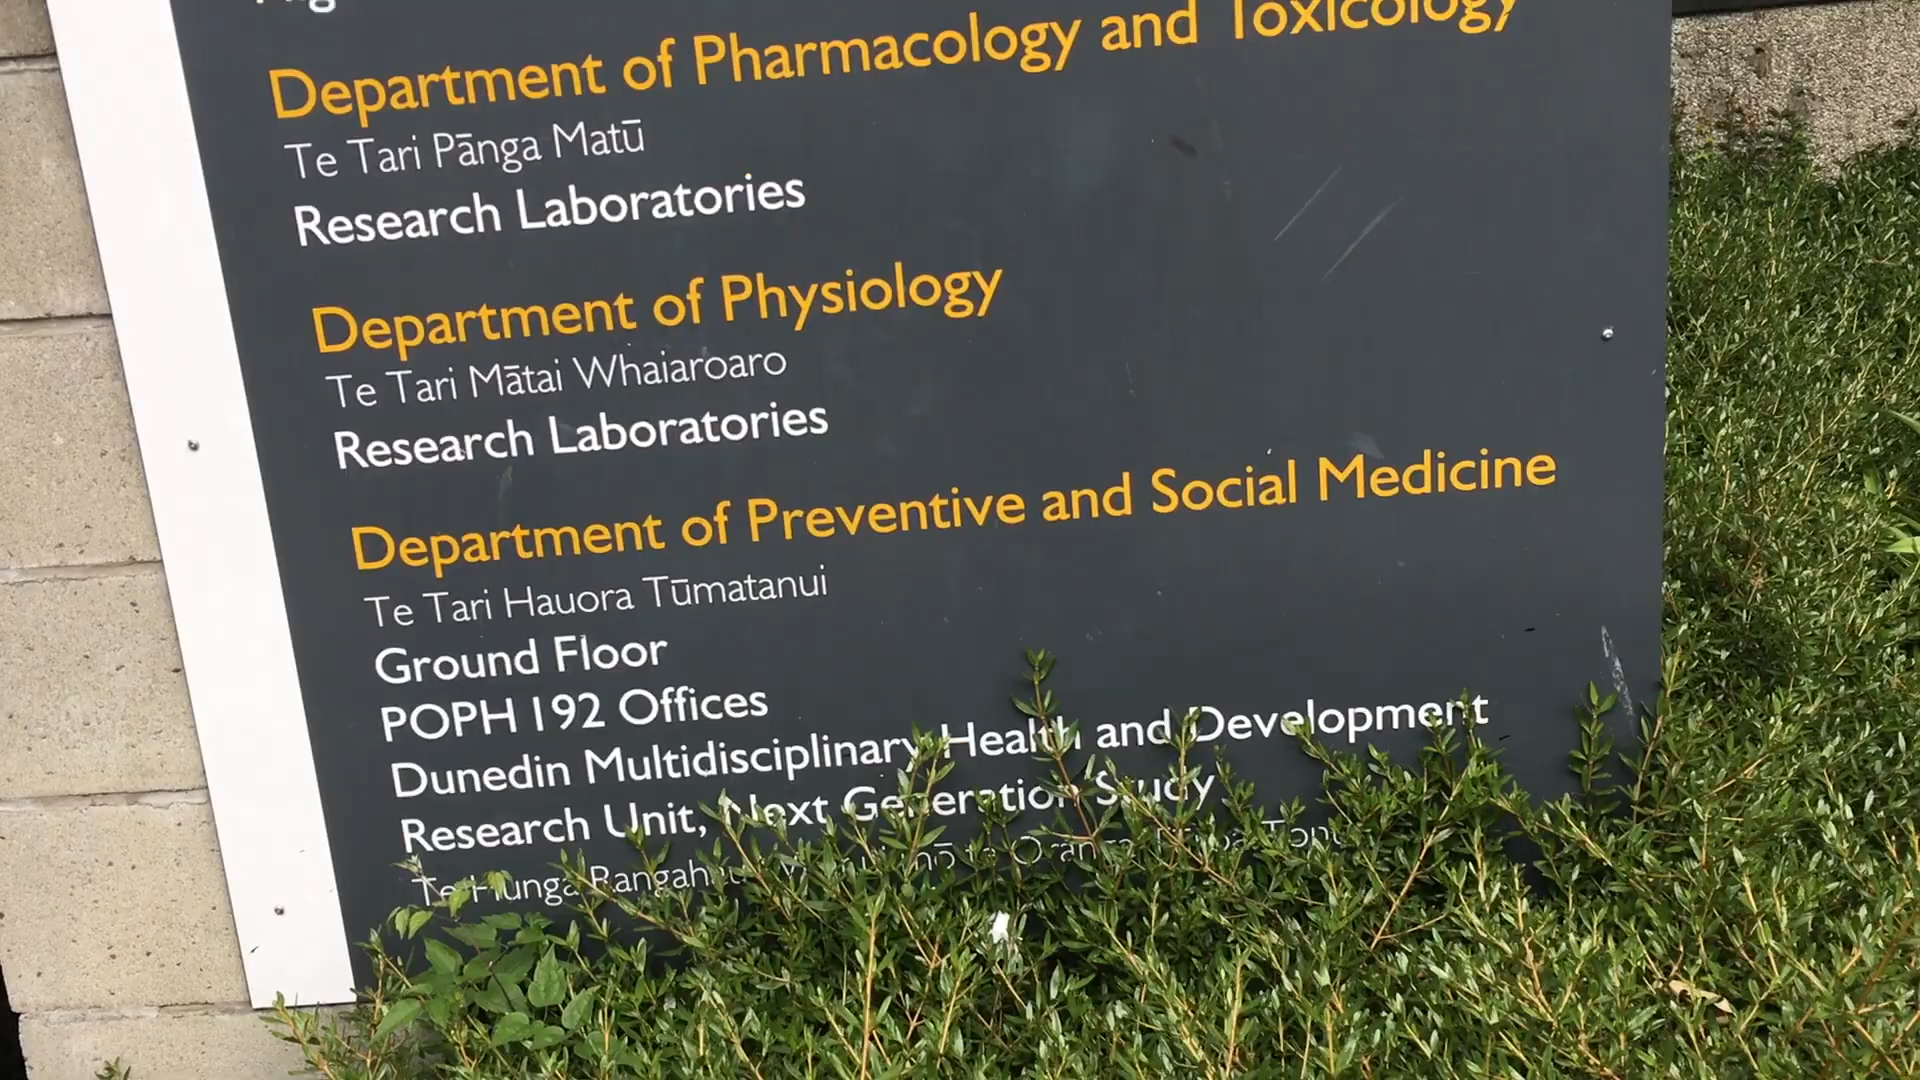 Department of Pharmacology and Toxicology
Te Tari Pānga Matū
Research Laboratories
Department of Physiology
Te Tari Mātai Whaiaroaro
Research Laboratories
Department of Preventive and Social Medicine
Te Tari Hauora Tūmatanui
Ground Floor
POPH 192 Offices
Dunedin Multidisciplinary Health and Development
Research Unit, Next Generation Study
Te